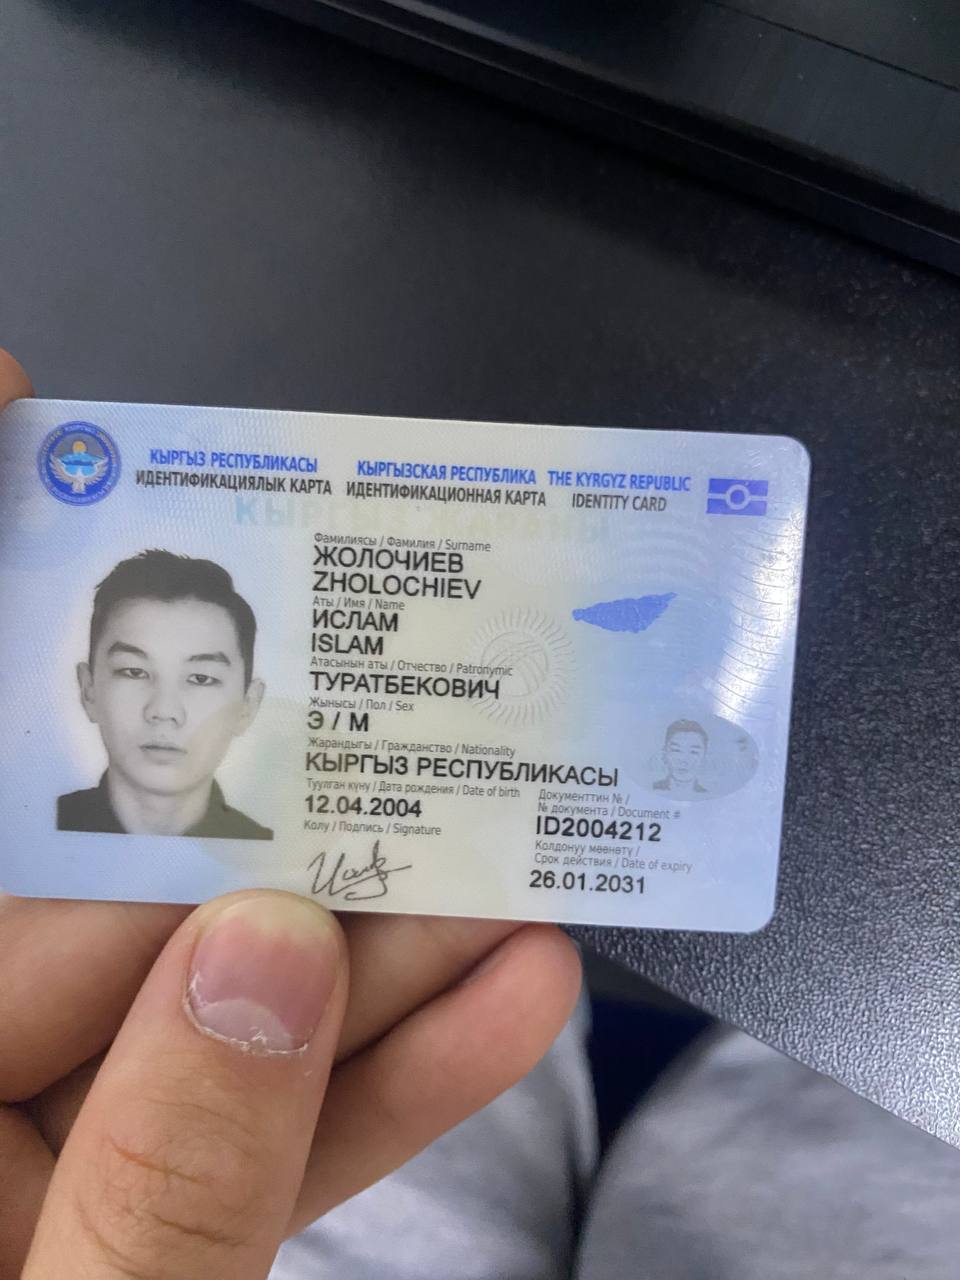 КЫРГЫЗ РЕСПУБЛИКАСЫ КЫРГЫЗСКАЯ РЕСПУБЛИКА THE KYRGYZ REPUBLIC
ИДЕНТИФИКАЦИЯЛЫК КАРТА ИДЕНТИФИКАЦИОННАЯ КАРТА IDENTITY CARD
Фамилиясы / Фамилия / Surname
ЖОЛОЧИЕВ
ZHOLOCHIEV
Аты / Имя / Name
ИСЛАМ
ISLAM
Атасынын аты / Отчество / Patronymic
ТУРАТБЕКОВИЧ
Жынысы / Пол / Sex
Э / М
Жарандыгы / Гражданство / Nationality
КЫРГЫЗ РЕСПУБЛИКАСЫ
Туулган күнү / Дата рождения / Date of birth
12.04.2004
Колу / Подпись / Signature
Документтин № /
№ документа / Document #
ID2004212
Колдонуу мөөнөтү /
Срок действия / Date of expiry
26.01.2031